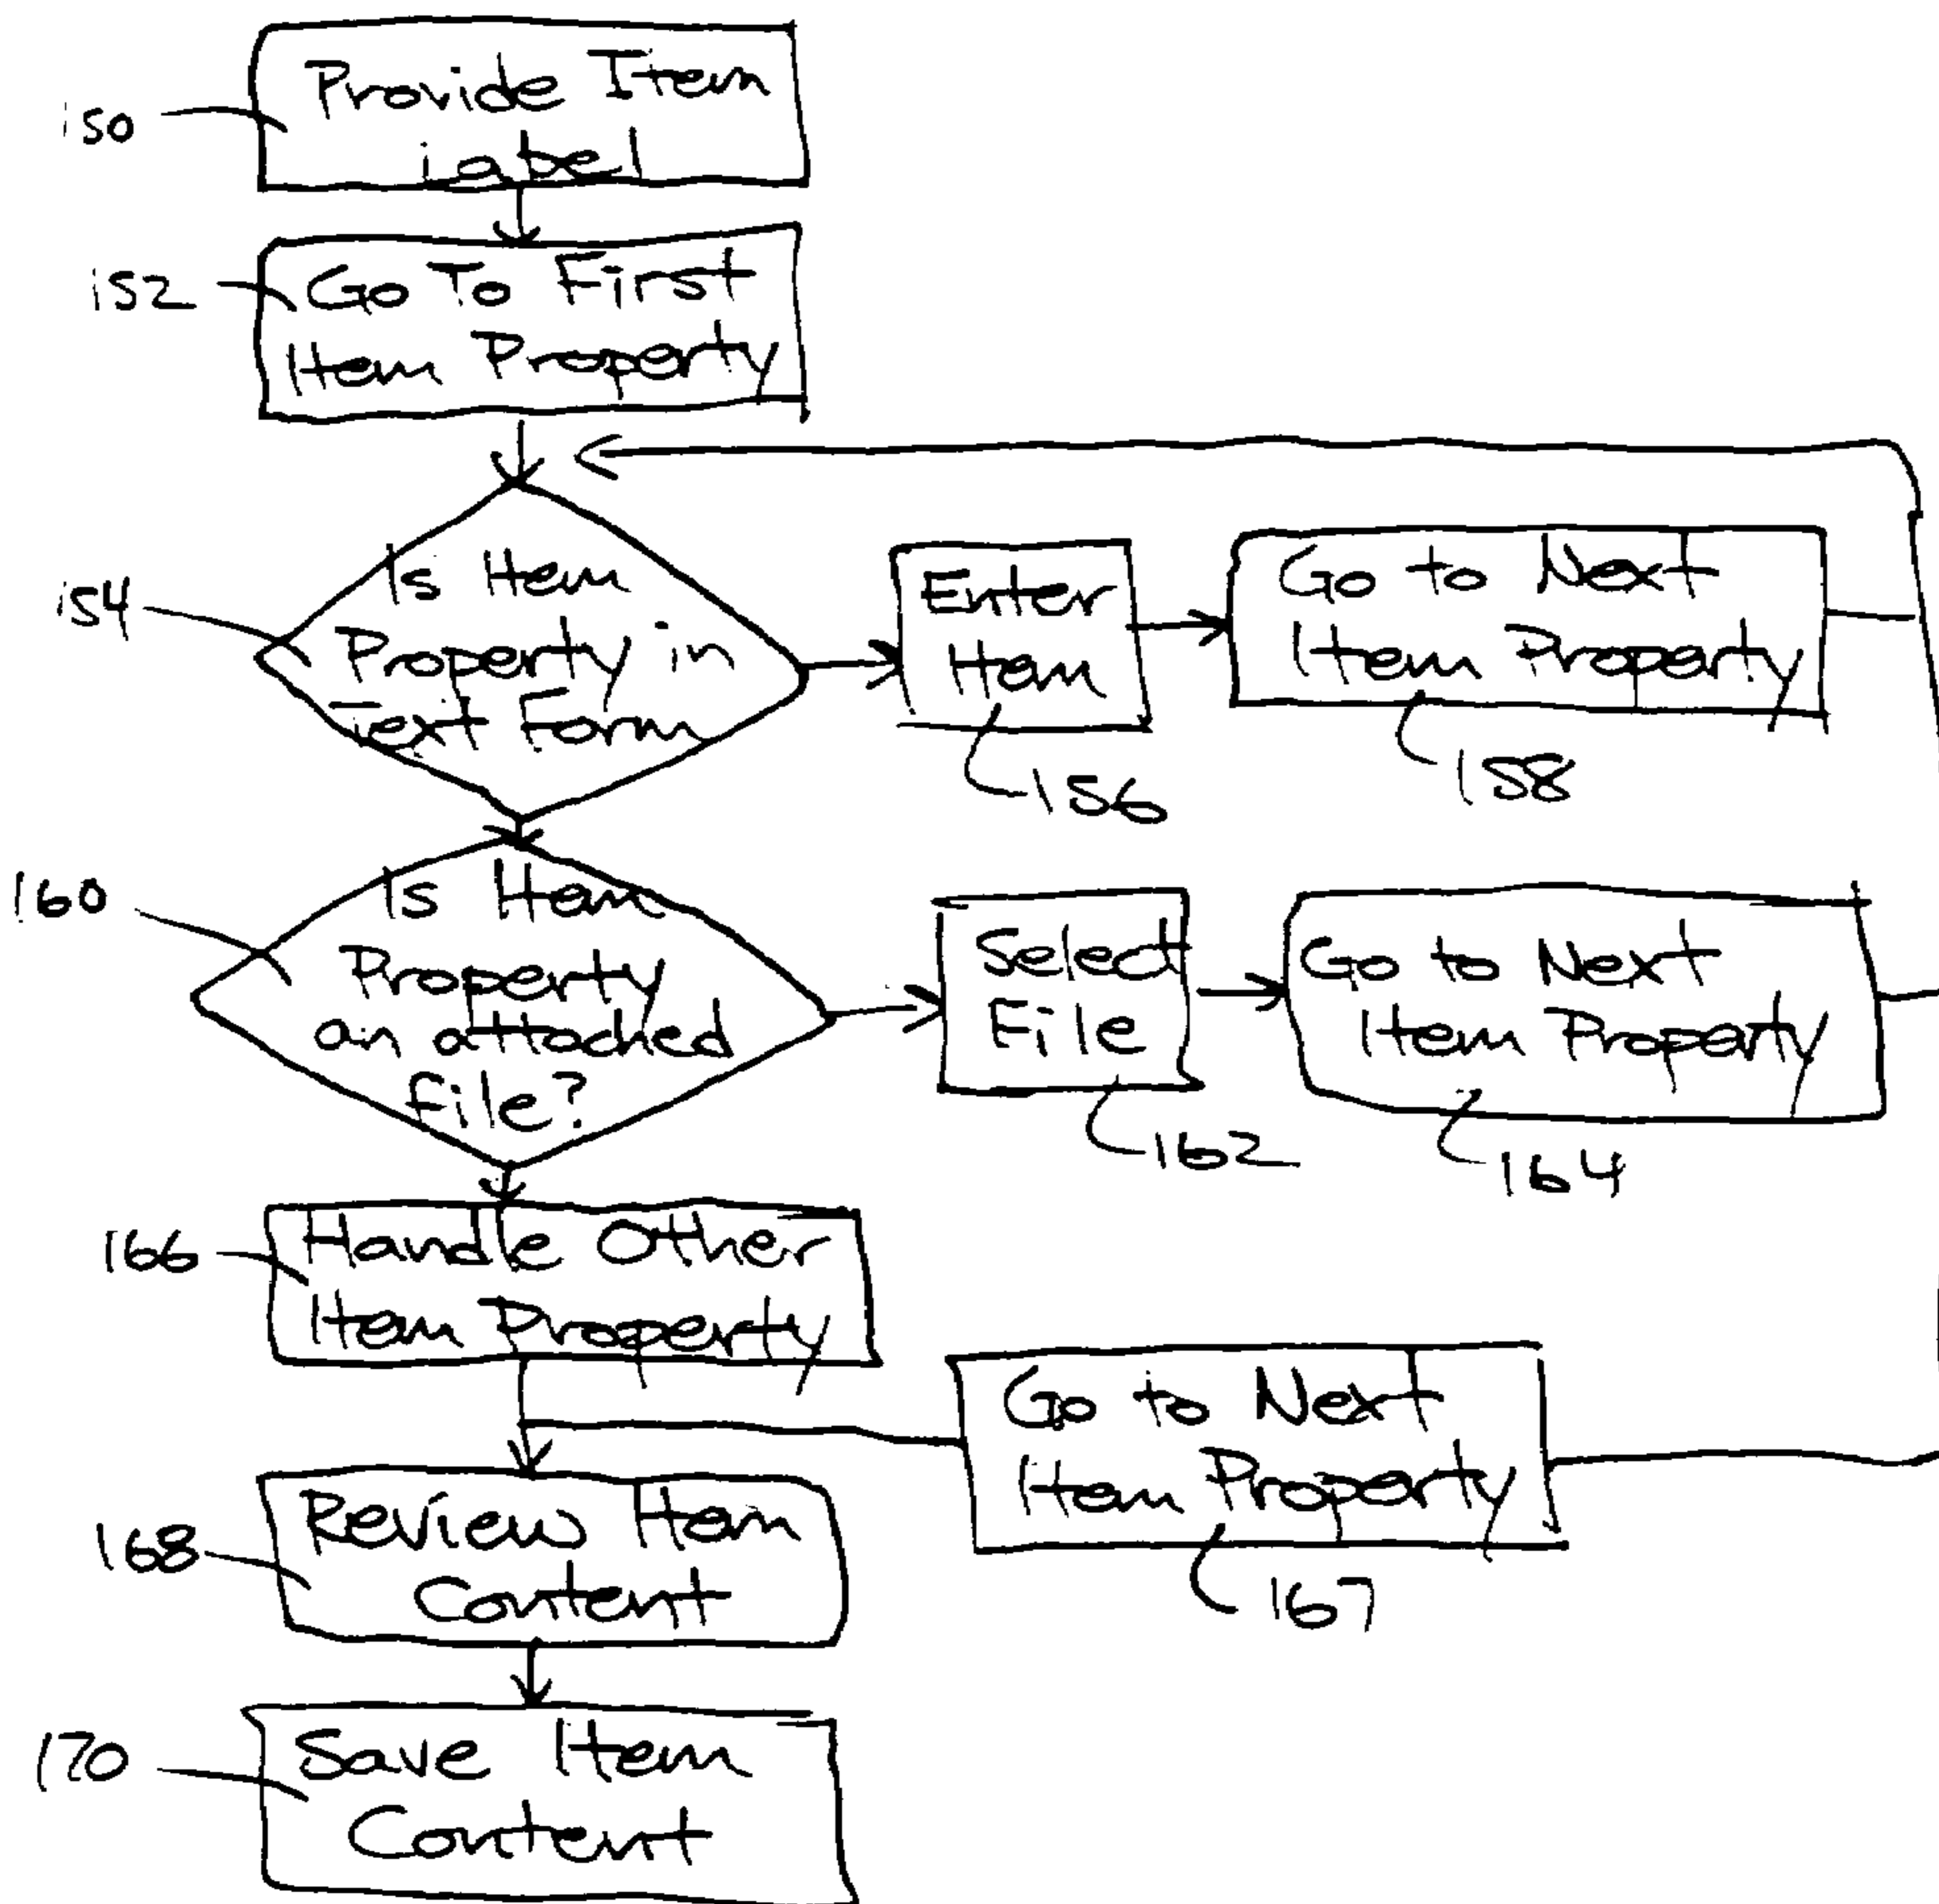 150
Provide Item
Label
152
Go To First
Item Property
154
Is Item
Property in
Text Form
Enter
Item
156
Go to Next
Item Property
158
160
Is Item
Property
an attached
file?
Select
File
162
Go to Next
Item Property
164
166
Handle Other
Item Property
Go to Next
Item Property
167
168
Review Item
Content
170
Save Item
Content